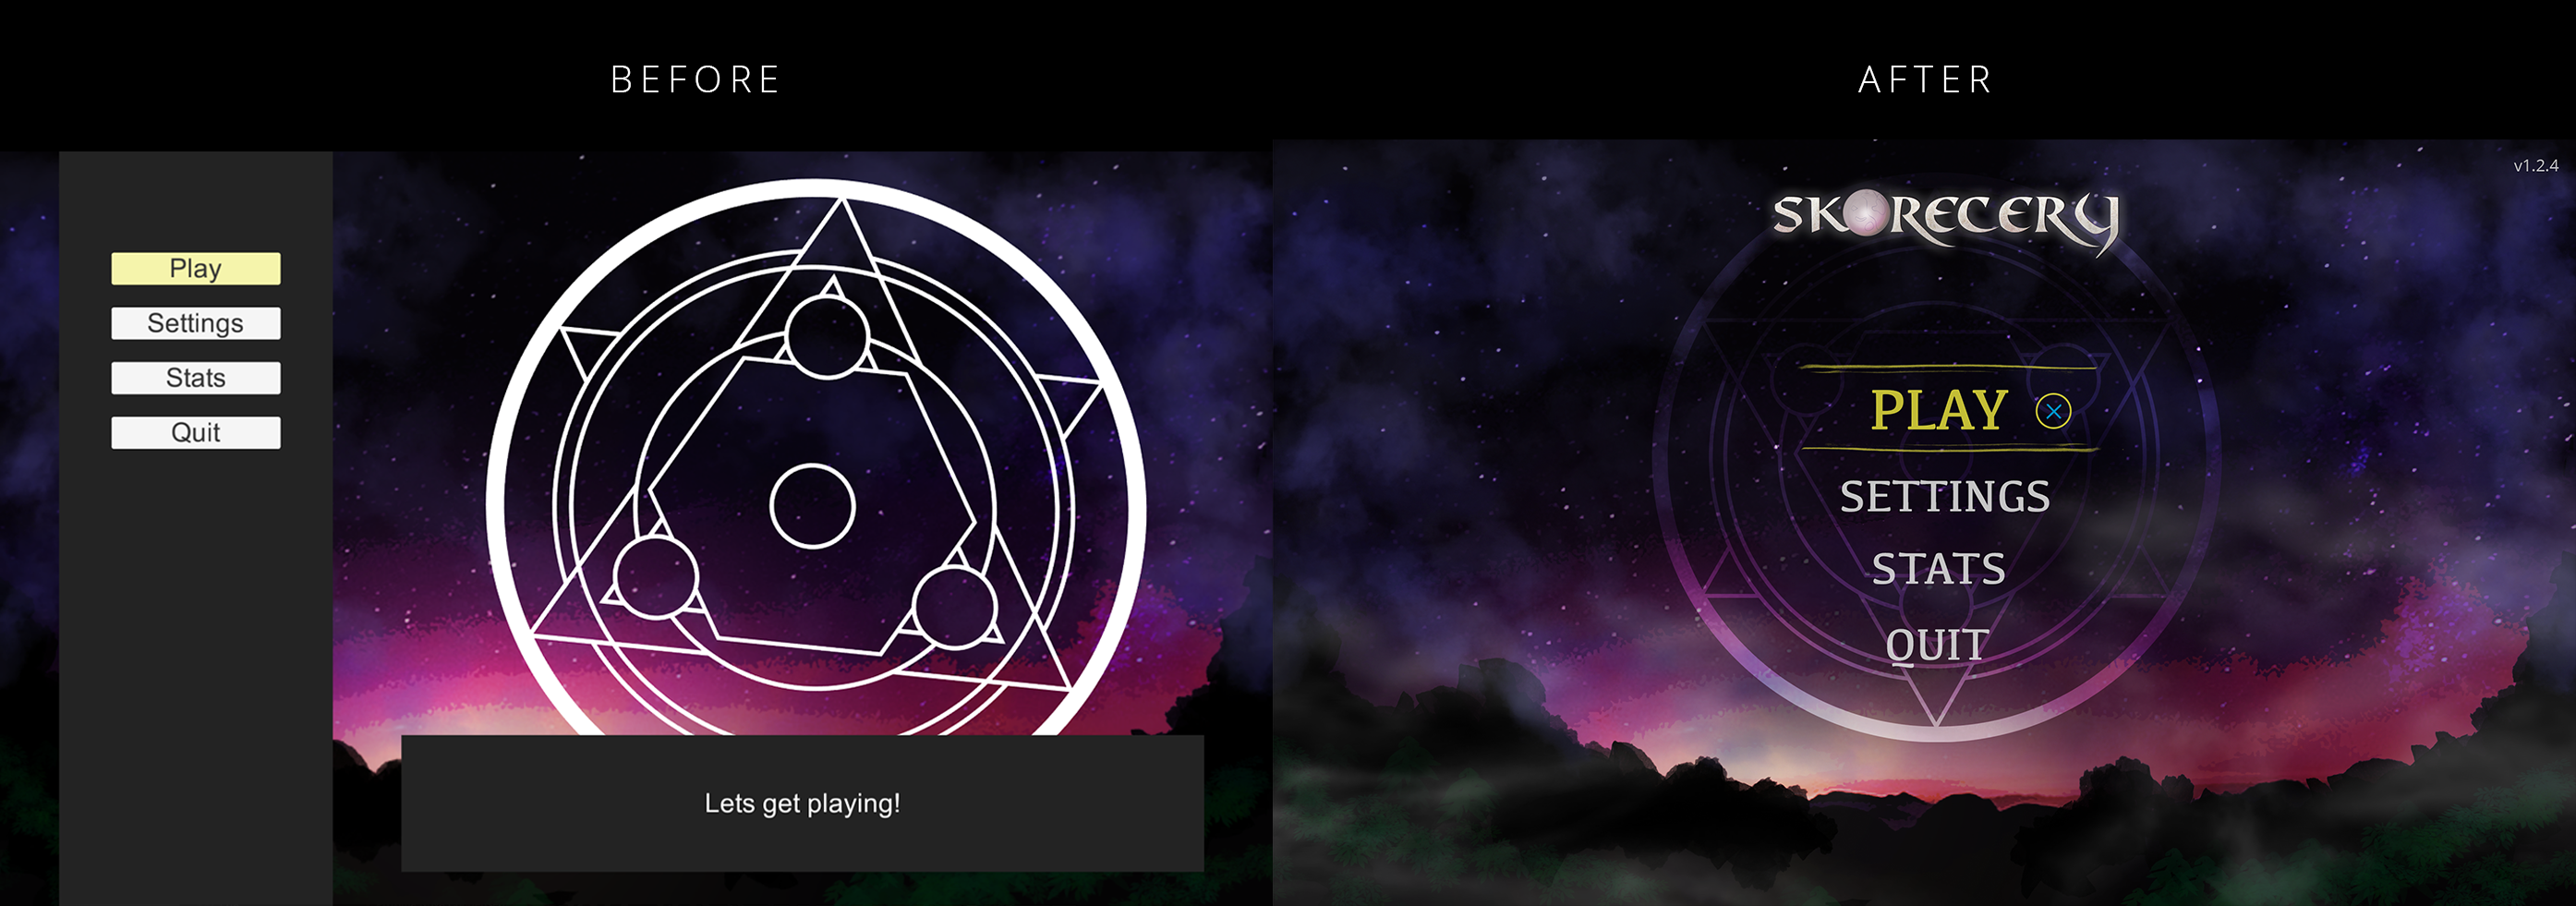 BEFORE
Play
Settings
Stats
Quit
Lets get playing!
AFTER
v1.2.4
SKORECERY
PLAY
SETTINGS
STATS
QUIT